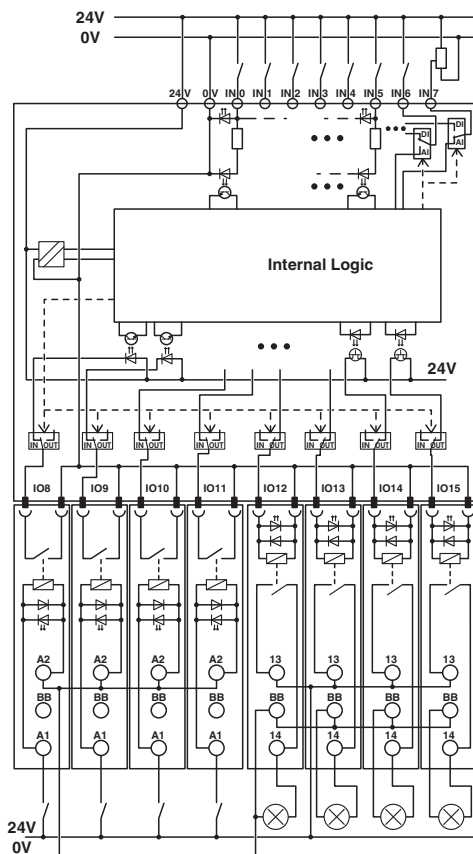 24V
0V
24 V 0 V IN 0 IN 1 IN 2 IN 3 IN 4 IN 5 IN 6 IN 7
DI DI
AI AI
Internal Logic
24V
IN OUT IN OUT IN OUT IN OUT IN OUT IN OUT IN OUT IN OUT
IO8 IO9 IO10 IO11 IO12 IO13 IO14 IO15
A2 A2 A2 A2 13 13 13 13
BB BB BB BB BB BB BB BB
A1 A1 A1 A1 14 14 14 14
24V
0V